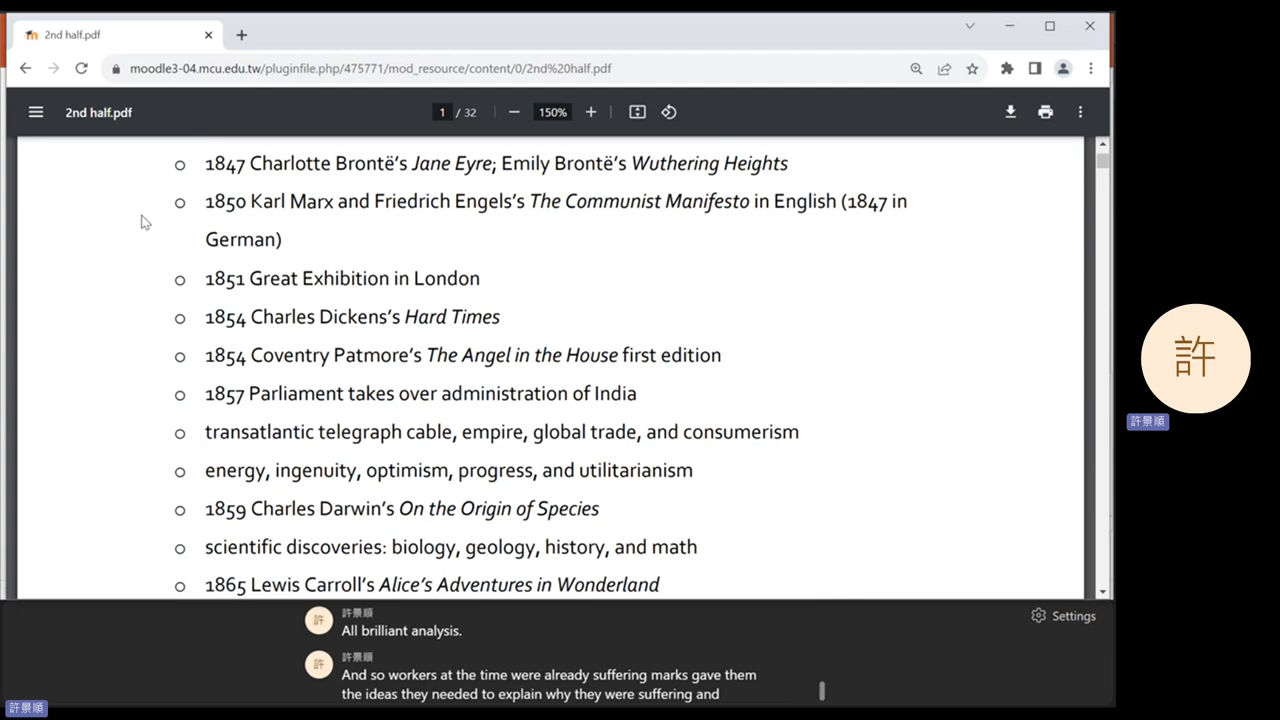 2nd half.pdf
moodle3-04.mcu.edu.tw/pluginfile.php/475771/mod_resource/content/0/2nd%20half.pdf
2nd half.pdf
1 / 32
150%
1847 Charlotte Brontë's Jane Eyre; Emily Brontë's Wuthering Heights
1850 Karl Marx and Friedrich Engels's The Communist Manifesto in English (1847 in
German)
1851 Great Exhibition in London
1854 Charles Dickens's Hard Times
1854 Coventry Patmore's The Angel in the House first edition
1857 Parliament takes over administration of India
transatlantic telegraph cable, empire, global trade, and consumerism
energy, ingenuity, optimism, progress, and utilitarianism
1859 Charles Darwin's On the Origin of Species
scientific discoveries: biology, geology, history, and math
1865 Lewis Carroll's Alice's Adventures in Wonderland
許
許景順
許
許景順
All brilliant analysis.
Settings
許
許景順
And so workers at the time were already suffering marks gave them
the ideas they needed to explain why they were suffering and
許景順